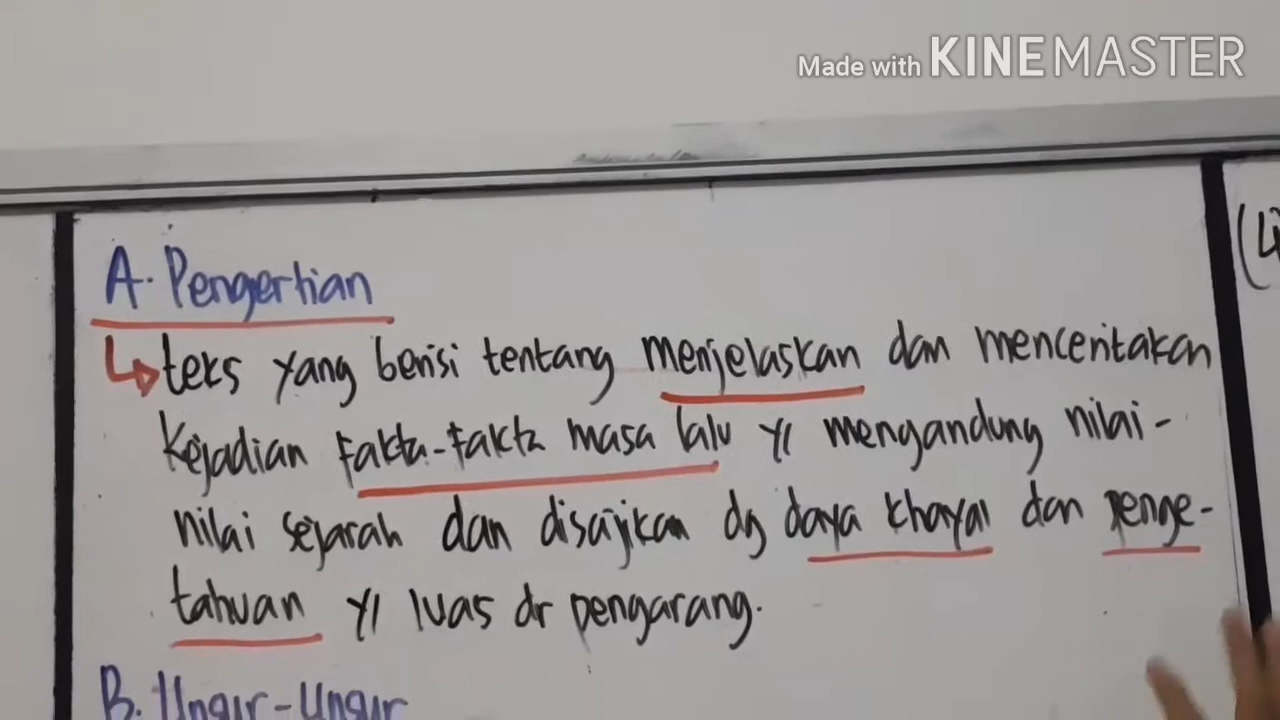 Made with KINEMASTER
A. Pengertian
↳ teks yang berisi tentang menjelaskan dan menceritakan
kejadian fakta-fakta masa lalu yg mengandung nilai-
nilai sejarah dan disajikan dg daya khayal dan penge-
tahuan yg luas dr pengarang.
B. Unsur-Unsur